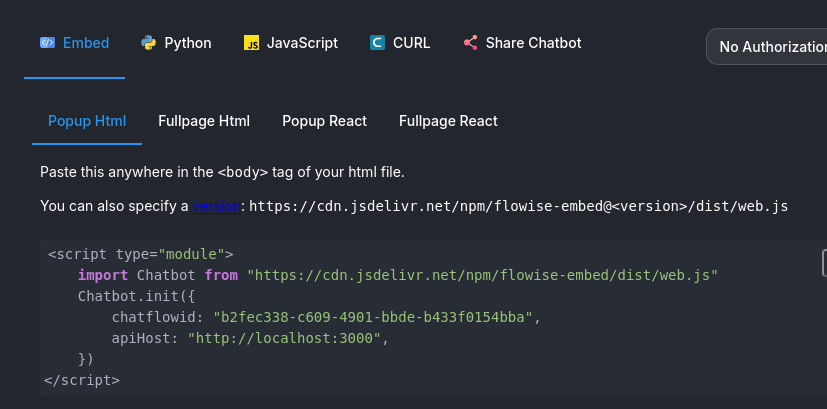 Embed Python JavaScript CURL Share Chatbot No Authorization
Popup Html Fullpage Html Popup React Fullpage React
Paste this anywhere in the <body> tag of your html file.
You can also specify a version: https://cdn.jsdelivr.net/npm/flowise-embed@<version>/dist/web.js
<script type="module">
import Chatbot from "https://cdn.jsdelivr.net/npm/flowise-embed/dist/web.js"
Chatbot.init({
chatflowid: "b2fec338-c609-4901-bbde-b433f0154bba",
apiHost: "http://localhost:3000",
})
</script>